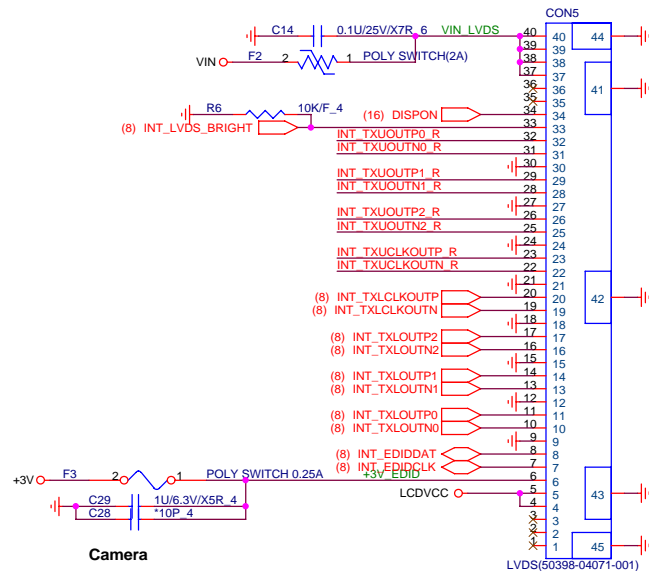 CON5
C14 0.1U/25V/X7R_6 VIN_LVDS 40 40 44
39 39
VIN F2 2 1 POLY SWITCH(2A) 38 38
37 37
36 36 41
35 35
R6 10K/F_4 (16) DISPON 34 34
(8) INT_LVDS_BRIGHT 33 33
INT_TXUOUTP0_R 32 32
INT_TXUOUTN0_R 31 31
30 30
INT_TXUOUTP1_R 29 29
INT_TXUOUTN1_R 28 28
27 27
INT_TXUOUTP2_R 26 26
INT_TXUOUTN2_R 25 25
24 24
INT_TXUCLKOUTP_R 23 23
INT_TXUCLKOUTN_R 22 22
21 21
(8) INT_TXLCLKOUTP 20 20 42
(8) INT_TXLCLKOUTN 19 19
18 18
(8) INT_TXLOUTP2 17 17
(8) INT_TXLOUTN2 16 16
15 15
(8) INT_TXLOUTP1 14 14
(8) INT_TXLOUTN1 13 13
12 12
(8) INT_TXLOUTP0 11 11
(8) INT_TXLOUTN0 10 10
9 9
(8) INT_EDIDDAT 8 8
(8) INT_EDIDCLK 7 7
+3V F3 2 1 POLY SWITCH 0.25A +3V_EDID 6 6
LCDVCC 5 5 43
C29 1U/6.3V/X5R_4 4 4
C28 *10P_4 3 3
2 2
1 1 45
Camera
LVDS(50398-04071-001)